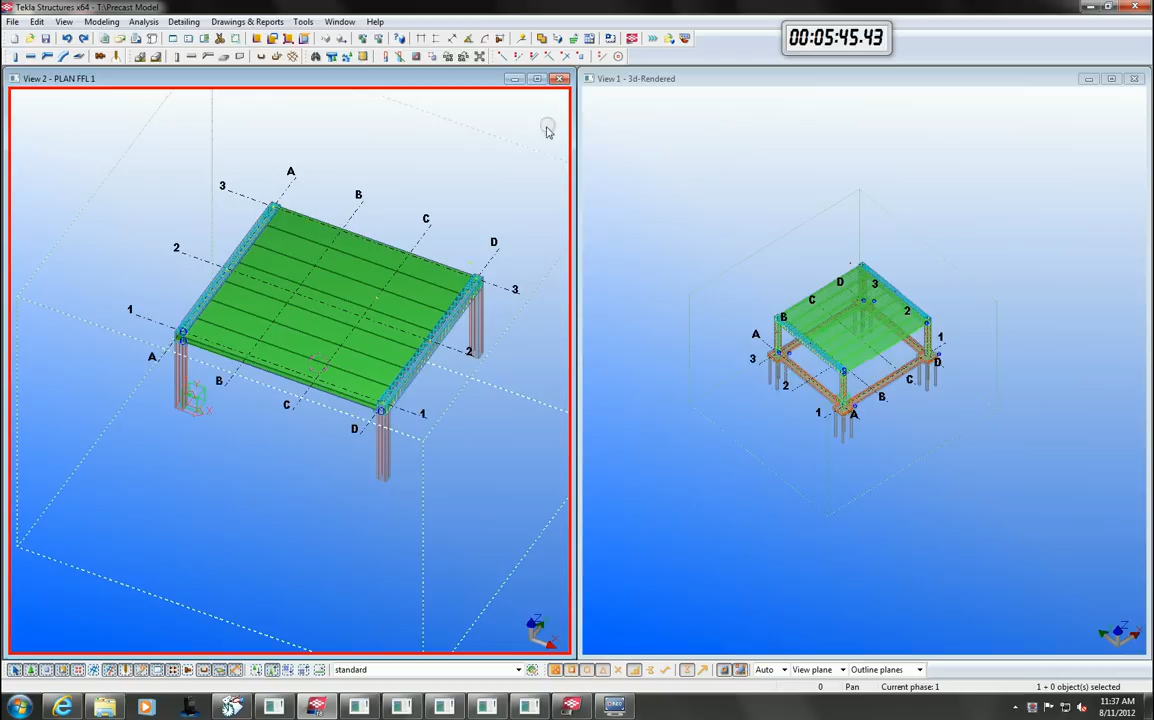 Tekla Structures x64 - T:\Precast Model
File Edit View Modeling Analysis Detailing Drawings & Reports Tools Window Help
00:05:45.43
View 2 - PLAN FFL 1
View 1 - 3d-Rendered
A
3
B
C
2
D
3
1
2
A
B
C
1
D
D
3
C
B
2
A
1
3
D
C
2
B
1
A
standard
Auto
View plane
Outline planes
0
Pan
Current phase: 1
1 + 0 object(s) selected
11:37 AM
8/11/2012